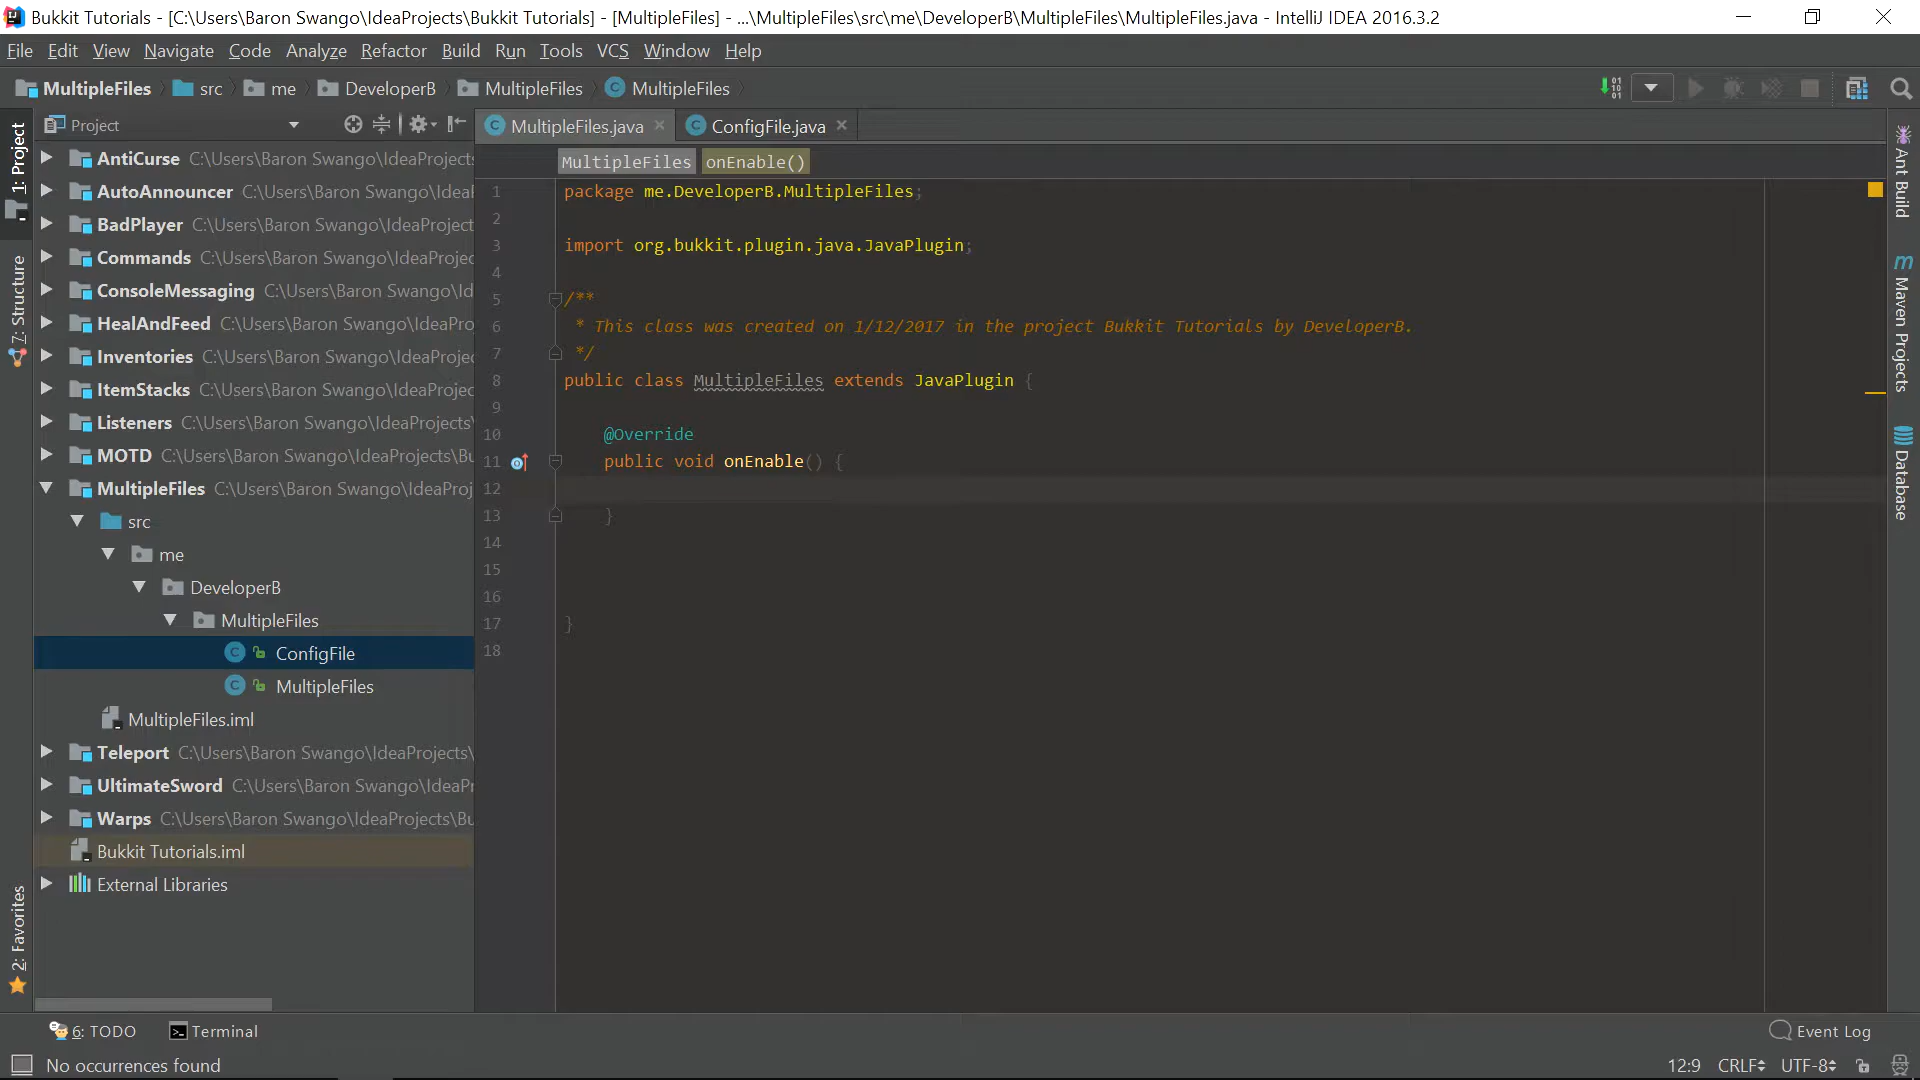 Bukkit Tutorials - [C:\Users\Baron Swango\IdeaProjects\Bukkit Tutorials] - [MultipleFiles] - ...\MultipleFiles\src\me\DeveloperB\MultipleFiles\MultipleFiles.java - IntelliJ IDEA 2016.3.2
File Edit View Navigate Code Analyze Refactor Build Run Tools VCS Window Help
MultipleFiles src me DeveloperB MultipleFiles MultipleFiles
Project
MultipleFiles.java ConfigFile.java
MultipleFiles onEnable()
AntiCurse C:\Users\Baron Swango\IdeaProjects
AutoAnnouncer C:\Users\Baron Swango\Idea
BadPlayer C:\Users\Baron Swango\IdeaProject
Commands C:\Users\Baron Swango\IdeaProje
ConsoleMessaging C:\Users\Baron Swango\Id
HealAndFeed C:\Users\Baron Swango\IdeaPro
Inventories C:\Users\Baron Swango\IdeaProjec
ItemStacks C:\Users\Baron Swango\IdeaProjec
Listeners C:\Users\Baron Swango\IdeaProjects\
MOTD C:\Users\Baron Swango\IdeaProjects\Bu
MultipleFiles C:\Users\Baron Swango\IdeaProj
src
me
DeveloperB
MultipleFiles
ConfigFile
MultipleFiles
MultipleFiles.iml
Teleport C:\Users\Baron Swango\IdeaProjects\
UltimateSword C:\Users\Baron Swango\IdeaP
Warps C:\Users\Baron Swango\IdeaProjects\Bu
Bukkit Tutorials.iml
External Libraries
1 package me.DeveloperB.MultipleFiles;
2
3 import org.bukkit.plugin.java.JavaPlugin;
4
5 /**
6 * This class was created on 1/12/2017 in the project Bukkit Tutorials by DeveloperB.
7 */
8 public class MultipleFiles extends JavaPlugin {
9
10 @Override
11 public void onEnable() {
12
13 }
14
15
16
17 }
18
1: Project
7: Structure
2: Favorites
Ant Build
m Maven Projects
Database
6: TODO Terminal Event Log
No occurrences found 12:9 CRLF UTF-8